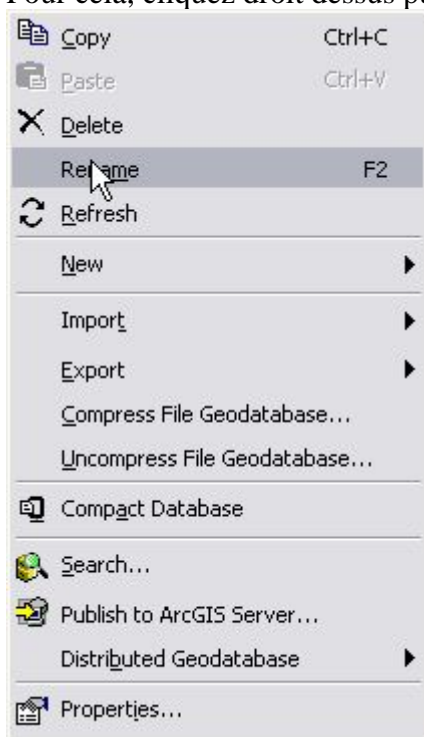 Pour cela, cliquez droit dessus p
Copy Ctrl+C
Paste Ctrl+V
Delete
Rename F2
Refresh
New
Import
Export
Compress File Geodatabase...
Uncompress File Geodatabase...
Compact Database
Search...
Publish to ArcGIS Server...
Distributed Geodatabase
Properties...